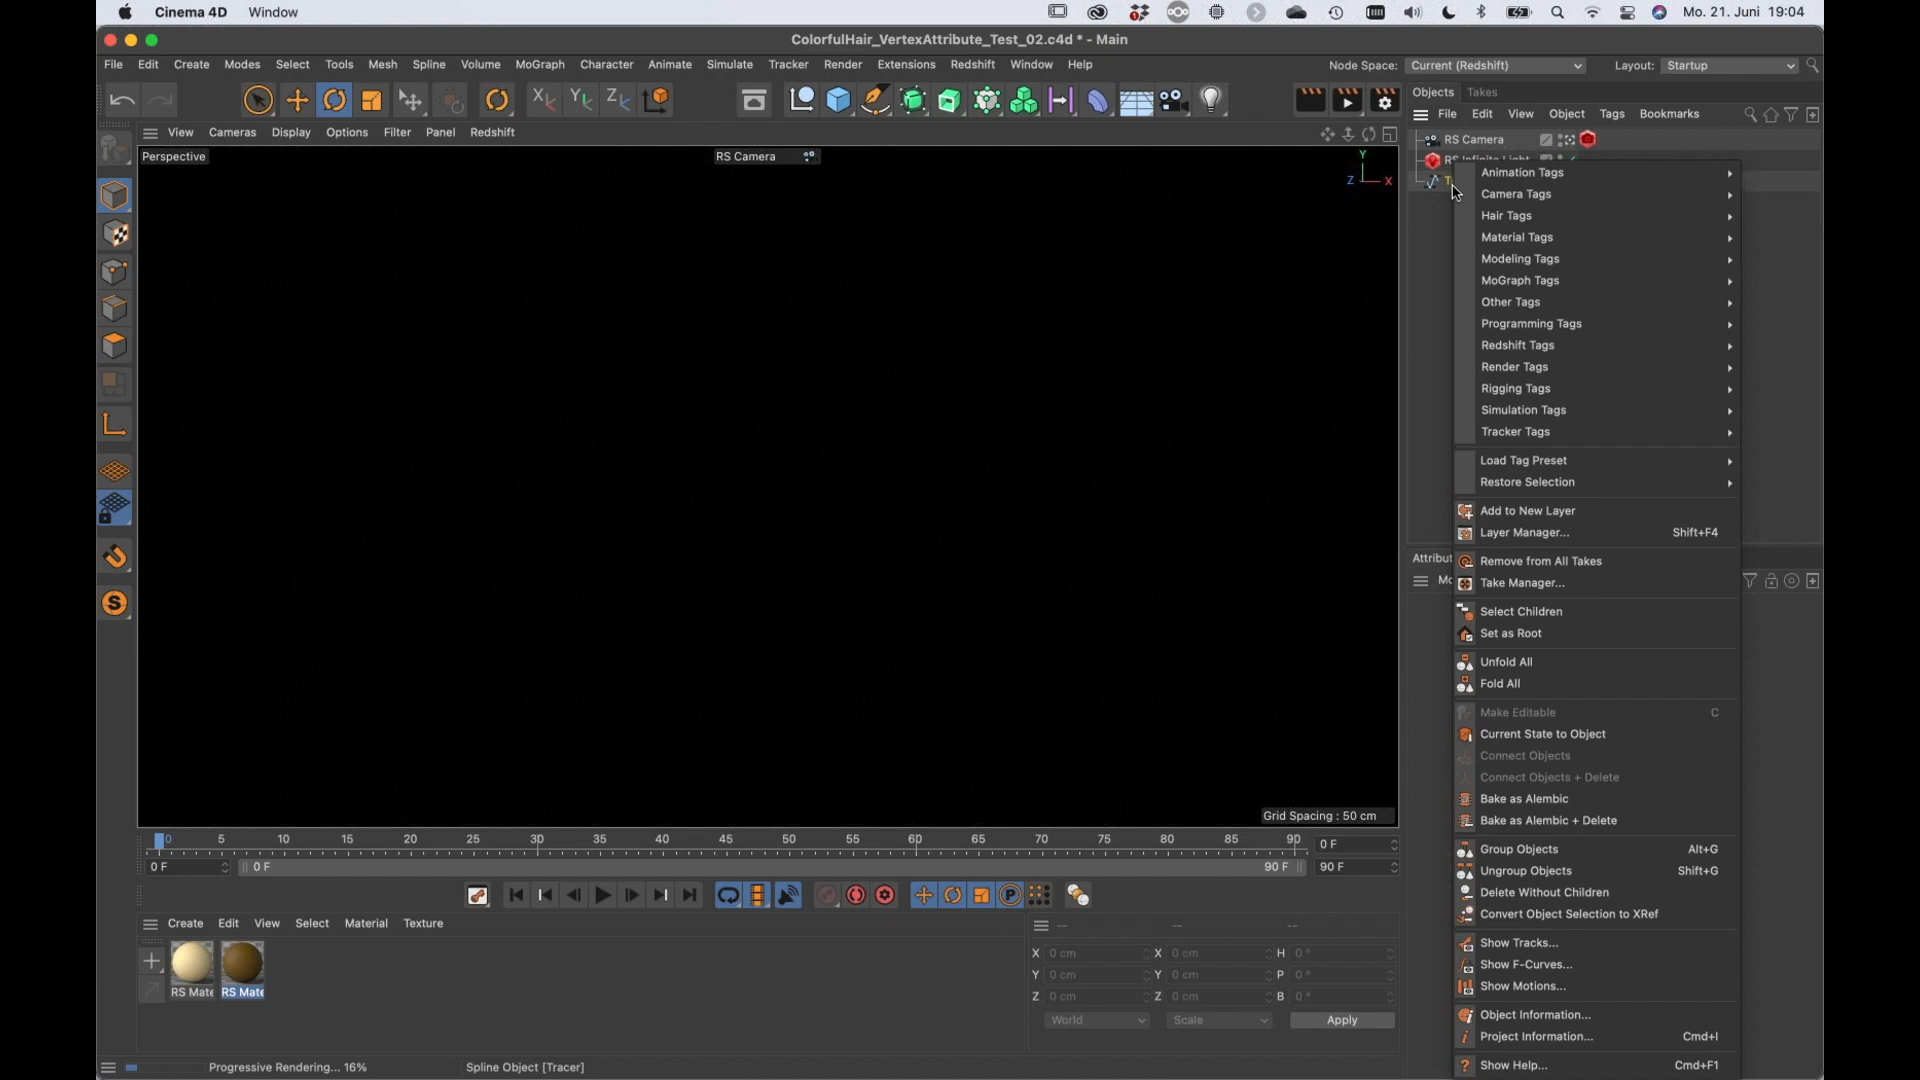 Cinema 4D Window Mo. 21. Juni 19:04
ColorfulHair_VertexAttribute_Test_02.c4d * - Main
File Edit Create Modes Select Tools Mesh Spline Volume MoGraph Character Animate Simulate Tracker Render Extensions Redshift Window Help Node Space: Current (Redshift) Layout: Startup
Objects Takes
File Edit View Object Tags Bookmarks
View Cameras Display Options Filter Panel Redshift
Perspective RS Camera
Y
Z X
RS Camera
RS Infinite Light
T
Animation Tags
Camera Tags
Hair Tags
Material Tags
Modeling Tags
MoGraph Tags
Other Tags
Programming Tags
Redshift Tags
Render Tags
Rigging Tags
Simulation Tags
Tracker Tags
Load Tag Preset
Restore Selection
Add to New Layer
Layer Manager... Shift+F4
Attribut
Mo
Remove from All Takes
Take Manager...
Select Children
Set as Root
Unfold All
Fold All
Make Editable C
Current State to Object
Connect Objects
Connect Objects + Delete
Bake as Alembic
Bake as Alembic + Delete
Group Objects Alt+G
Ungroup Objects Shift+G
Delete Without Children
Convert Object Selection to XRef
Show Tracks...
Show F-Curves...
Show Motions...
Object Information...
Project Information... Cmd+I
Show Help... Cmd+F1
Grid Spacing : 50 cm
0 5 10 15 20 25 30 35 40 45 50 55 60 65 70 75 80 85 90 0 F
0 F 0 F 90 F 90 F
Create Edit View Select Material Texture
RS Mate RS Mate
-- -- --
X 0 cm X 0 cm H 0 °
Y 0 cm Y 0 cm P 0 °
Z 0 cm Z 0 cm B 0 °
World Scale Apply
Progressive Rendering... 16% Spline Object [Tracer]